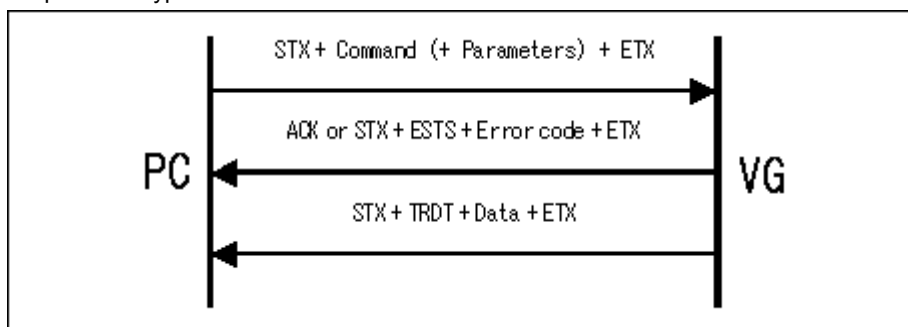 STX + Command (+ Parameters) + ETX
ACK or STX + ESTS + Error code + ETX
PC
VG
STX + TRDT + Data + ETX